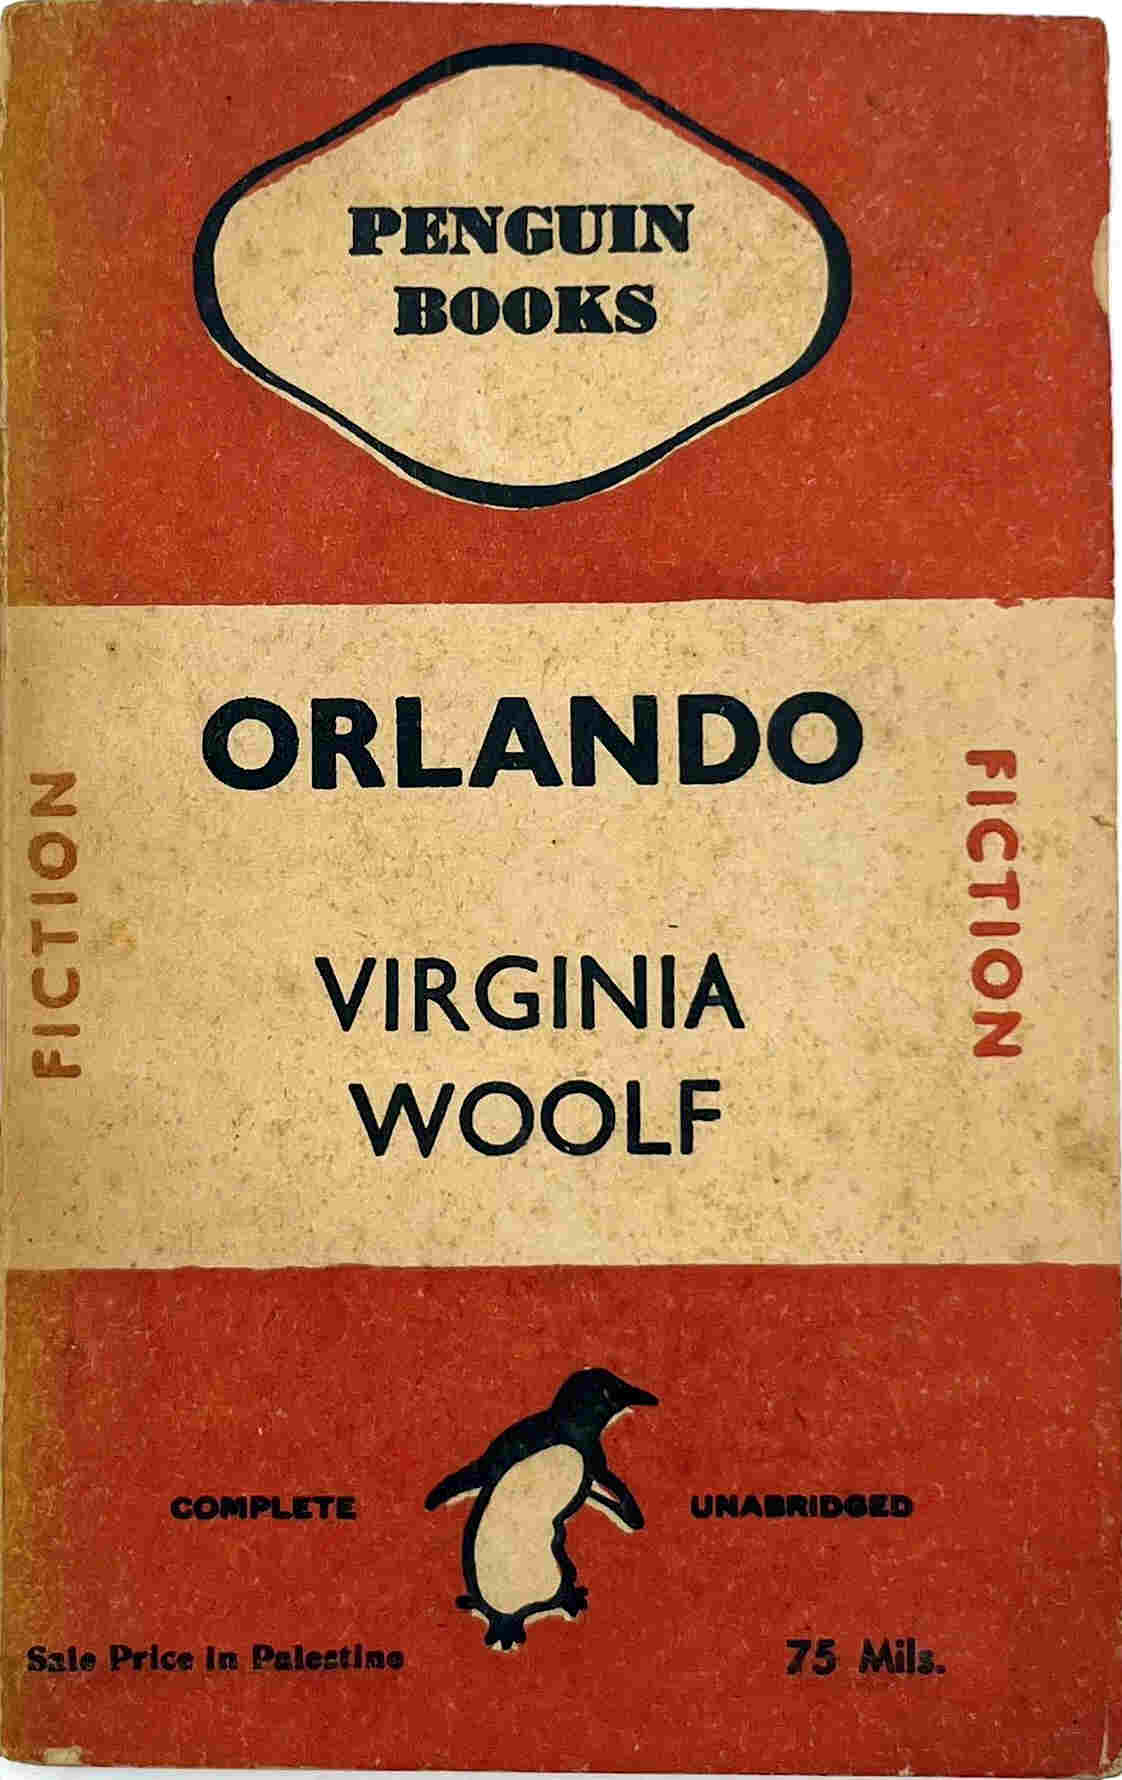 PENGUIN
BOOKS
ORLANDO
FICTION
FICTION
VIRGINIA
WOOLF
COMPLETE
UNABRIDGED
Sale Price in Palestine
75 Mils.